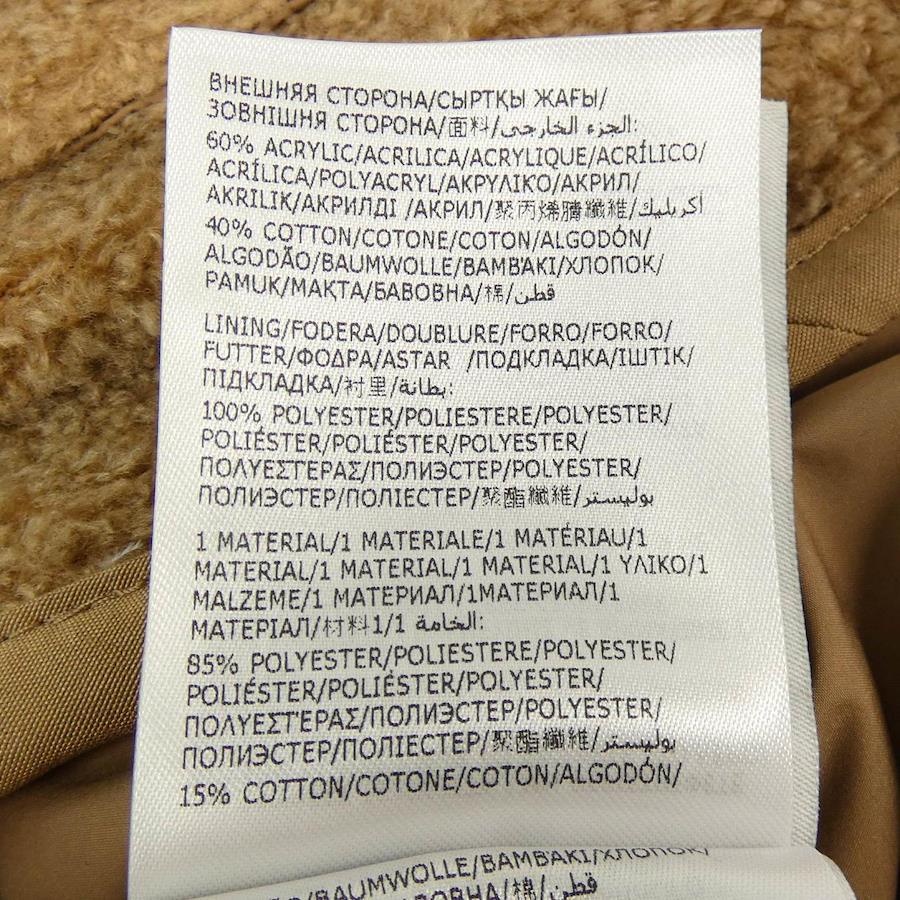 ВНЕШНЯЯ СТОРОНА/СЫРТҚЫ ЖАҒЫ/
ЗОВНІШНЯ СТОРОНА/面料/الجزء الخارجي:
60% ACRYLIC/ACRILICA/ACRYLIQUE/ACRÍLICO/
ACRÍLICA/POLYACRYL/ΑΚΡΥΛΙΚΟ/АКРИЛ/
AKRILIK/АКРИЛДІ /АКРИЛ/聚丙烯腈纖維/أكريليك
40% COTTON/COTONE/COTON/ALGODÓN/
ALGODÃO/BAUMWOLLE/ΒΑΜΒΆΚΙ/ХЛОПОК/
PAMUK/МАҚТА/БАВОВНА/棉/قطن
LINING/FODERA/DOUBLURE/FORRO/FORRO/
FUTTER/ΦΟΔΡΑ/ASTAR /ПОДКЛАДКА/ІШТІК/
ПІДКЛАДКА/衬里/بطانة:
100% POLYESTER/POLIESTERE/POLYESTER/
POLIÉSTER/POLIÉSTER/POLYESTER/
ΠΟΛΥΕΣΤΕΡΑΣ/ПОЛИЭСТЕР/POLYESTER/
ПОЛИЭСТЕР/ПОЛІЕСТЕР/聚酯纖維/بوليستر
1 MATERIAL/1 MATERIALE/1 MATÉRIAU/1
MATERIAL/1 MATERIAL/1 MATERIAL/1 ΥΛΙΚΟ/1
MALZEME/1 МАТЕРИАЛ/1МАТЕРИАЛ/1
МАТЕРІАЛ/材料1/1 الخامة:
85% POLYESTER/POLIESTERE/POLYESTER/
POLIÉSTER/POLIÉSTER/POLYESTER/
ΠΟΛΥΕΣΤΕΡΑΣ/ПОЛИЭСТЕР/POLYESTER/
ПОЛИЭСТЕР/ПОЛІЕСТЕР/聚酯纖維/بوليستر
15% COTTON/COTONE/COTON/ALGODÓN/
/BAUMWOLLE/ΒΑΜΒΆΚΙ/ХЛОПОК/
/棉/قطن